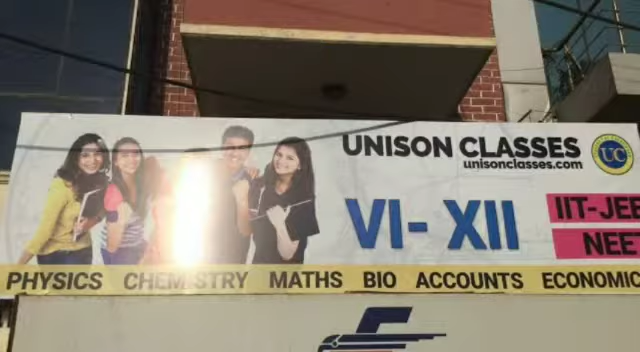 UNISON CLASSES
unisonclasses.com
UC
VI- XII
IIT-JEE
NEET
PHYSICS CHEMISTRY MATHS BIO ACCOUNTS ECONOMIC